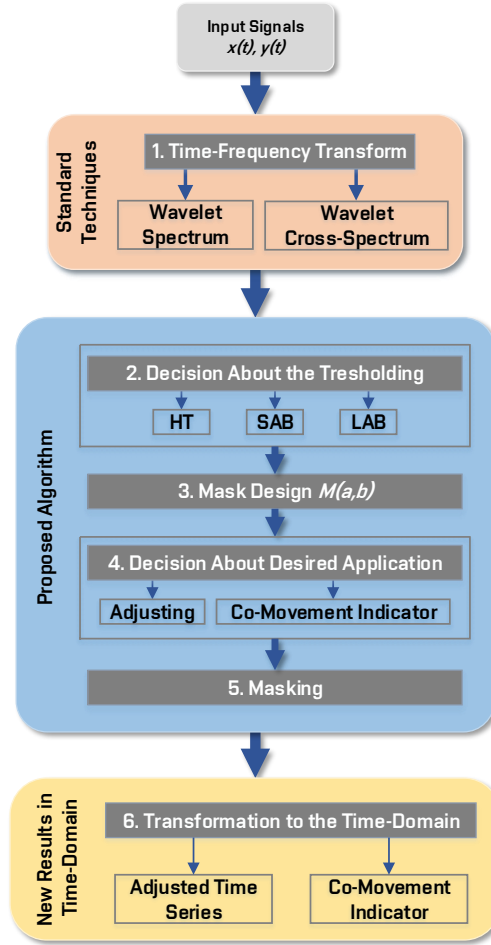 Input Signals
x(t), y(t)
Standard
Techniques
1. Time-Frequency Transform
Wavelet
Spectrum
Wavelet
Cross-Spectrum
Proposed Algorithm
2. Decision About the Tresholding
HT
SAB
LAB
3. Mask Design M(a,b)
4. Decision About Desired Application
Adjusting
Co-Movement Indicator
5. Masking
New Results in
Time-Domain
6. Transformation to the Time-Domain
Adjusted Time
Series
Co-Movement
Indicator